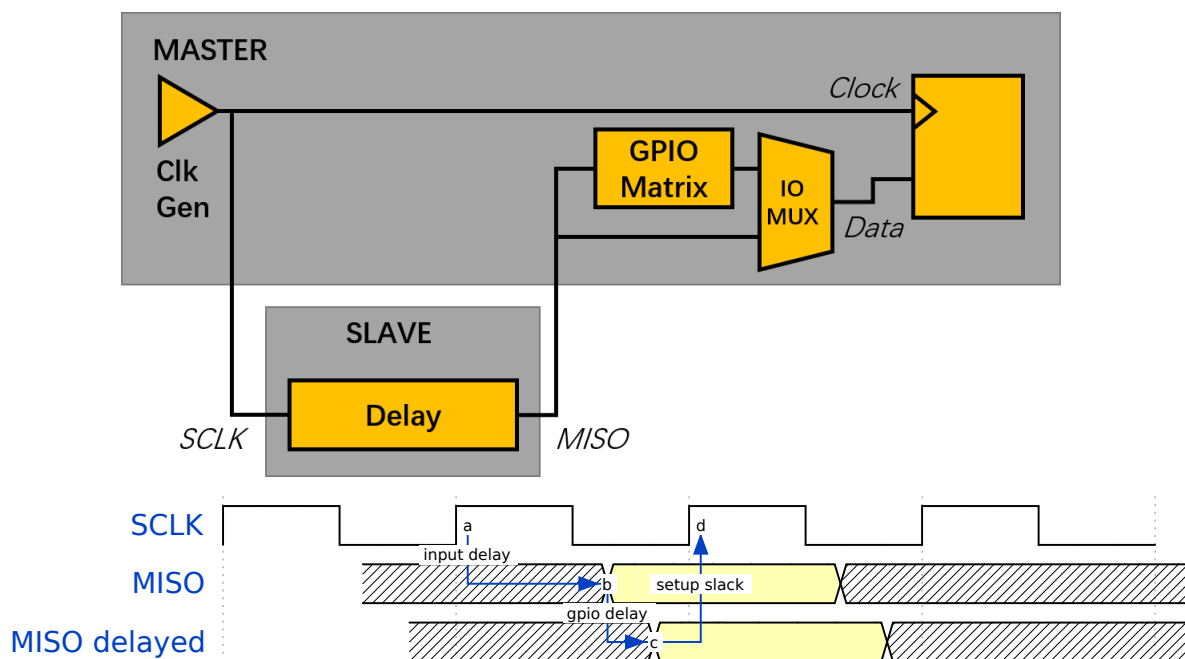 MASTER
Clk
Gen
Clock
GPIO
Matrix
IO
MUX
Data
SLAVE
Delay
SCLK
MISO
SCLK
a
d
input delay
MISO
b
setup slack
gpio delay
MISO delayed
c